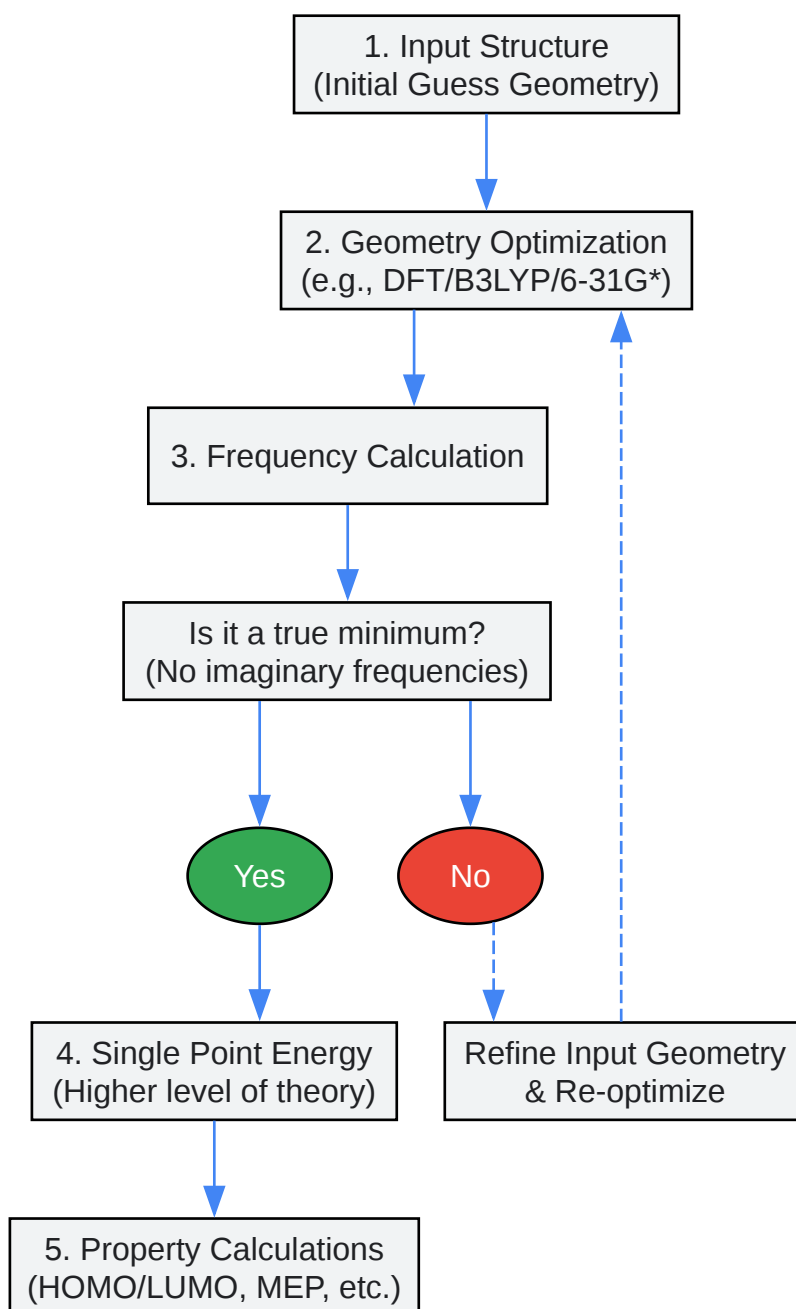 1. Input Structure
(Initial Guess Geometry)
2. Geometry Optimization
(e.g., DFT/B3LYP/6-31G*)
3. Frequency Calculation
Is it a true minimum?
(No imaginary frequencies)
Yes
No
4. Single Point Energy
(Higher level of theory)
Refine Input Geometry
& Re-optimize
5. Property Calculations
(HOMO/LUMO, MEP, etc.)